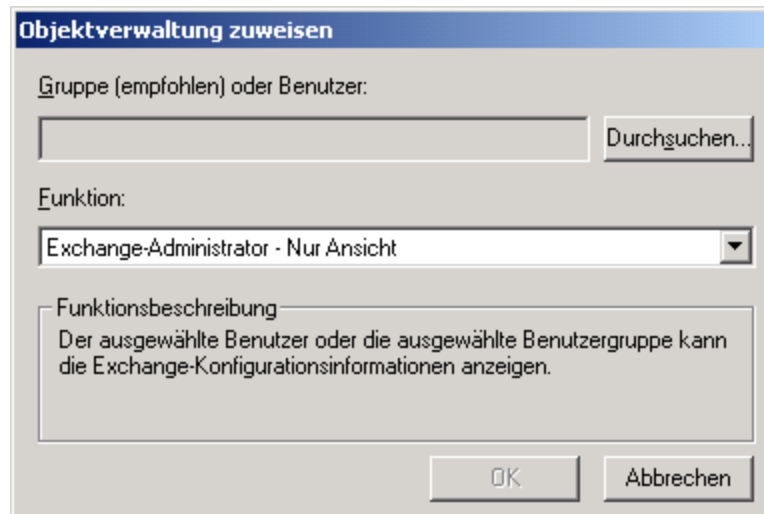 Objektverwaltung zuweisen
Gruppe (empfohlen) oder Benutzer:
Durchsuchen...
Funktion:
Exchange-Administrator - Nur Ansicht
Funktionsbeschreibung
Der ausgewählte Benutzer oder die ausgewählte Benutzergruppe kann
die Exchange-Konfigurationsinformationen anzeigen.
OK Abbrechen